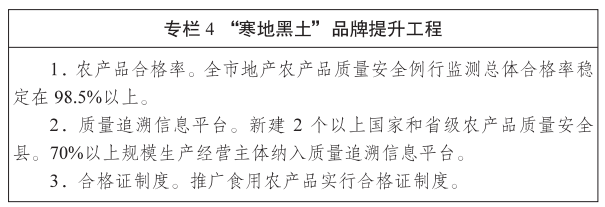 专栏 4 “寒地黑土”品牌提升工程
1．农产品合格率。全市地产农产品质量安全例行监测总体合格率稳
定在 98.5%以上。
2．质量追溯信息平台。新建 2 个以上国家和省级农产品质量安全
县。70%以上规模生产经营主体纳入质量追溯信息平台。
3．合格证制度。推广食用农产品实行合格证制度。